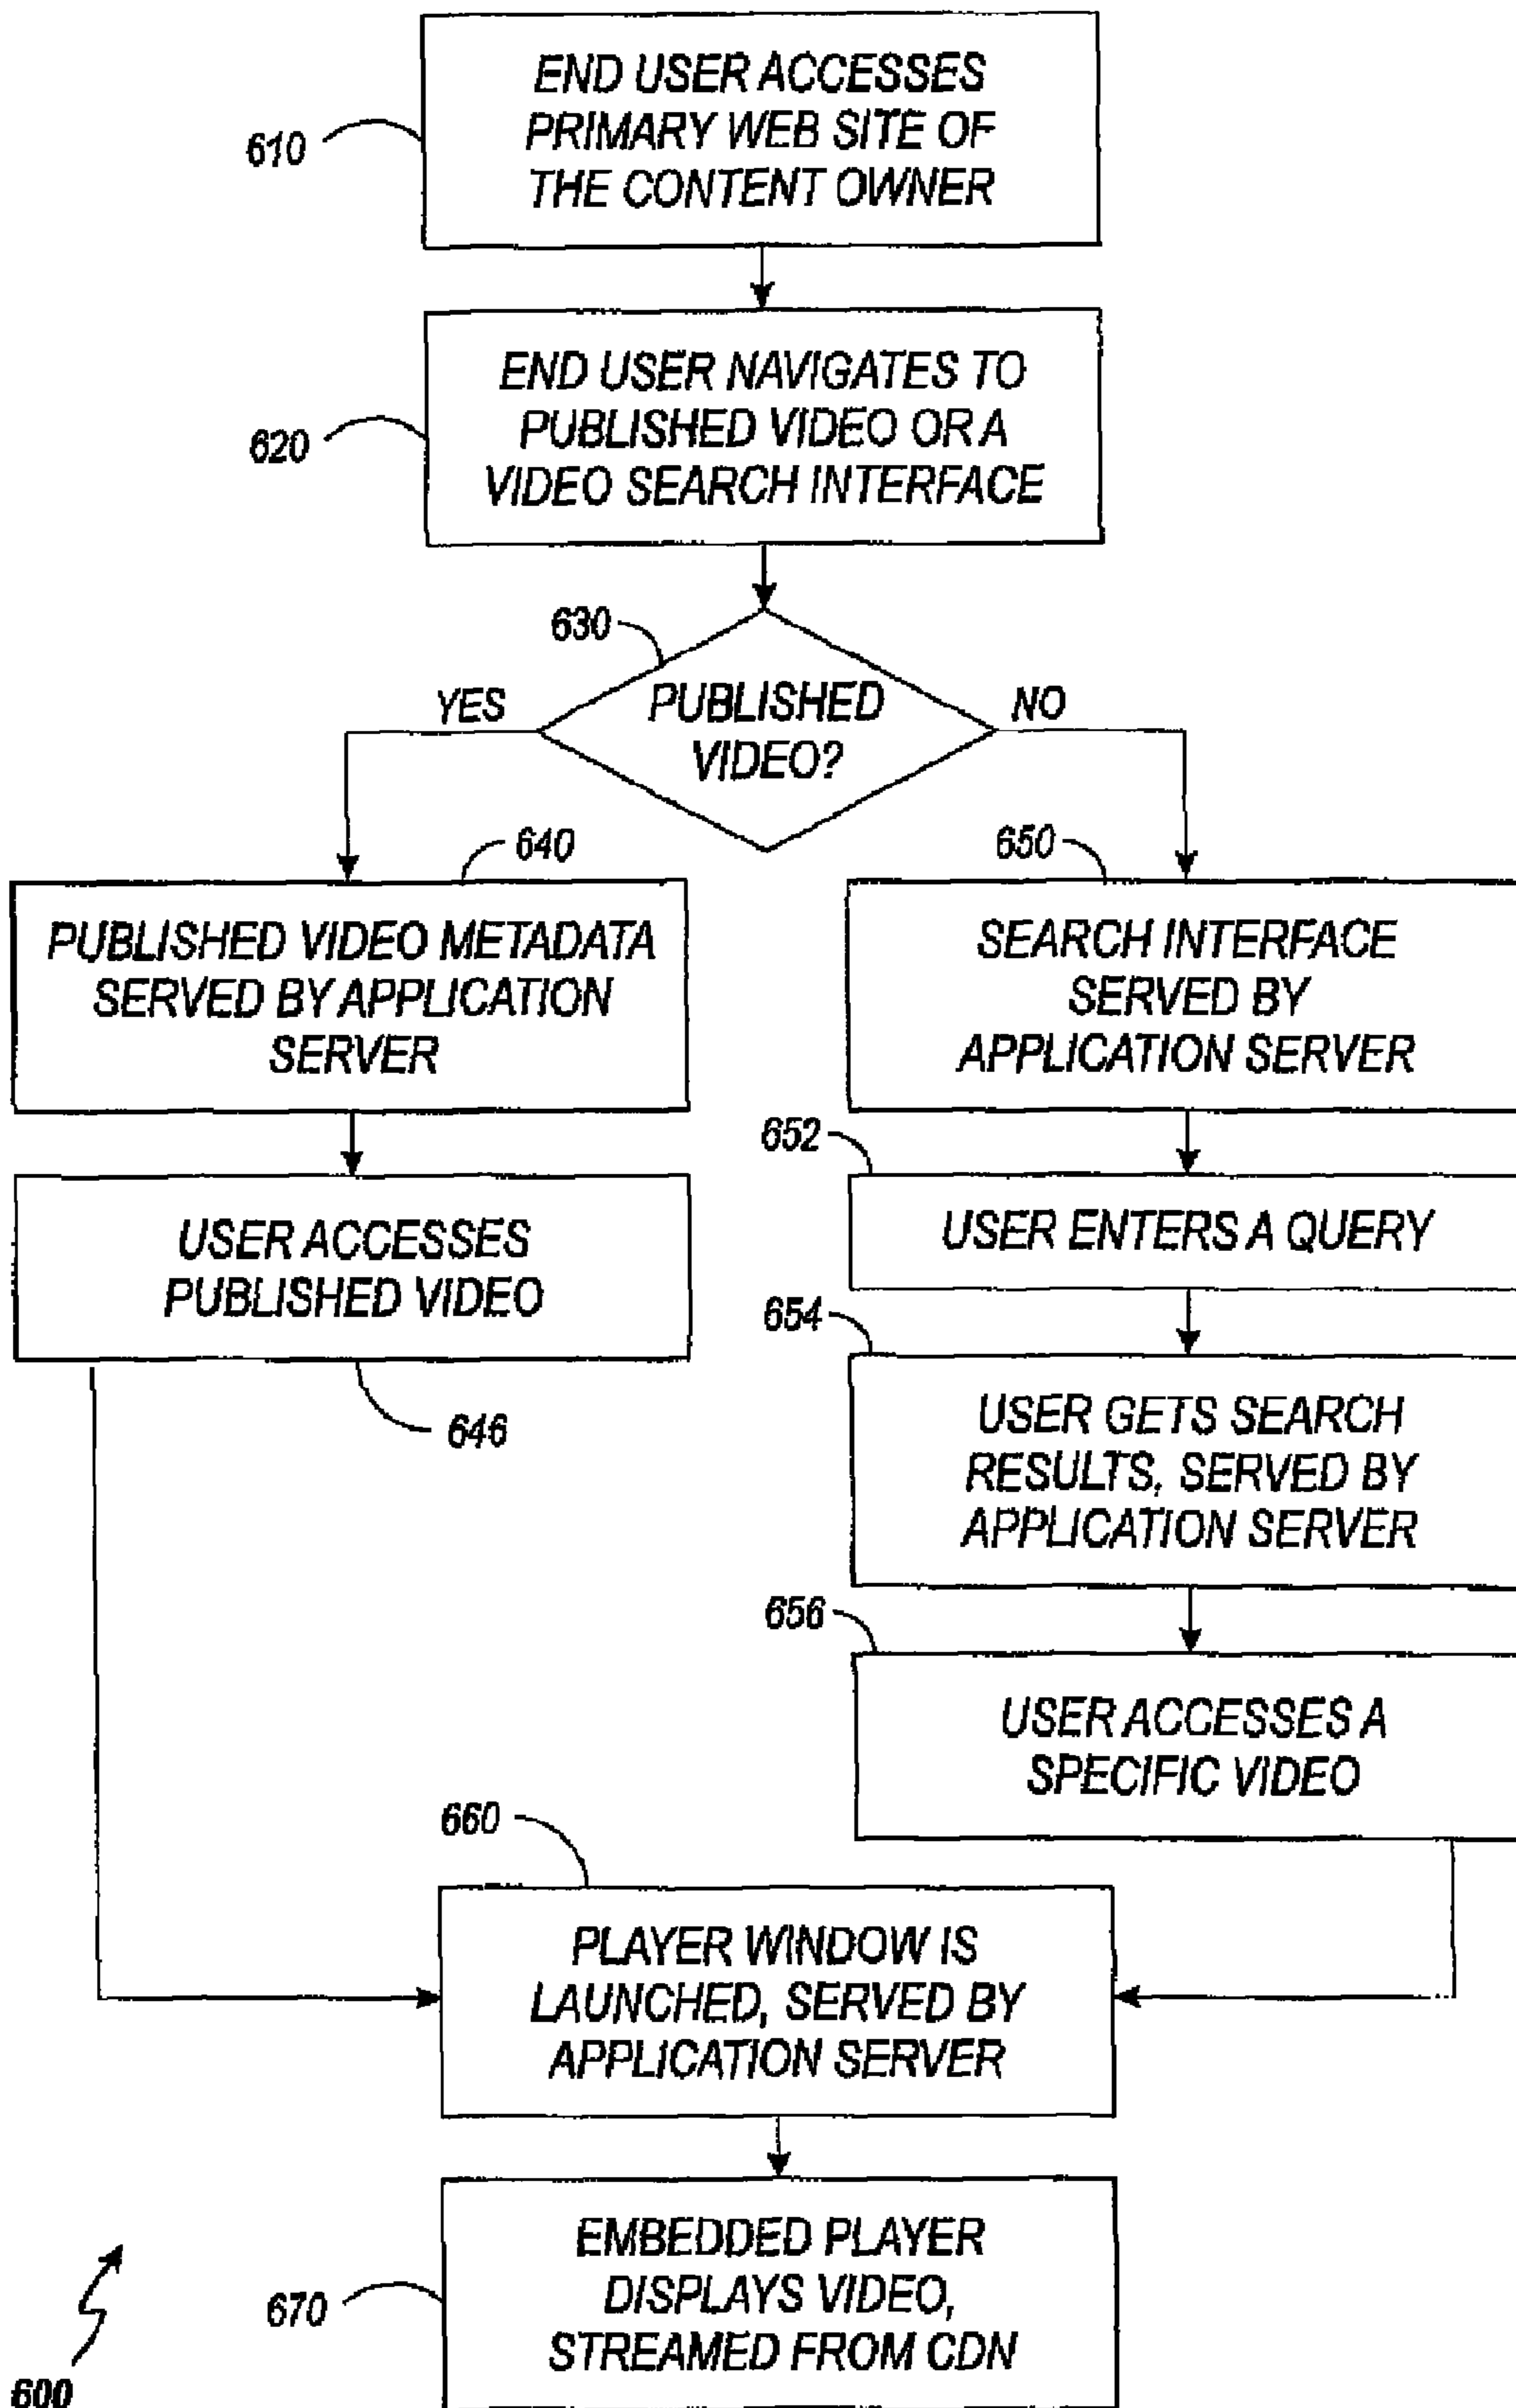 END USER ACCESSES
PRIMARY WEB SITE OF
THE CONTENT OWNER
610
END USER NAVIGATES TO
PUBLISHED VIDEO OR A
VIDEO SEARCH INTERFACE
620
630
YES
PUBLISHED
VIDEO?
NO
640
PUBLISHED VIDEO METADATA
SERVED BY APPLICATION
SERVER
650
SEARCH INTERFACE
SERVED BY
APPLICATION SERVER
USER ACCESSES
PUBLISHED VIDEO
646
652
USER ENTERS A QUERY
654
USER GETS SEARCH
RESULTS, SERVED BY
APPLICATION SERVER
656
USER ACCESSES A
SPECIFIC VIDEO
660
PLAYER WINDOW IS
LAUNCHED, SERVED BY
APPLICATION SERVER
EMBEDDED PLAYER
DISPLAYS VIDEO,
STREAMED FROM CDN
670
600